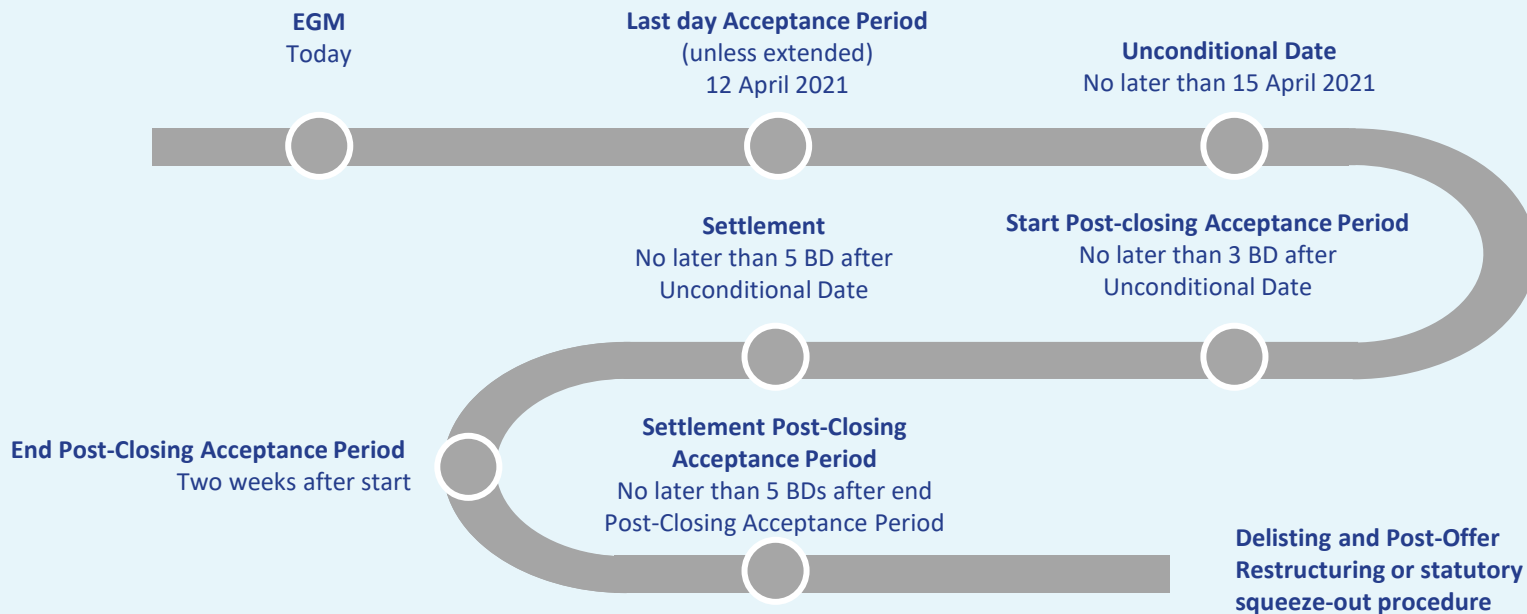 EGM
Today
Last day Acceptance Period
(unless extended)
12 April 2021
Unconditional Date
No later than 15 April 2021
Start Post-closing Acceptance Period
No later than 3 BD after
Unconditional Date
Settlement
No later than 5 BD after
Unconditional Date
End Post-Closing Acceptance Period
Two weeks after start
Settlement Post-Closing
Acceptance Period
No later than 5 BDs after end
Post-Closing Acceptance Period
Delisting and Post-Offer
Restructuring or statutory
squeeze-out procedure